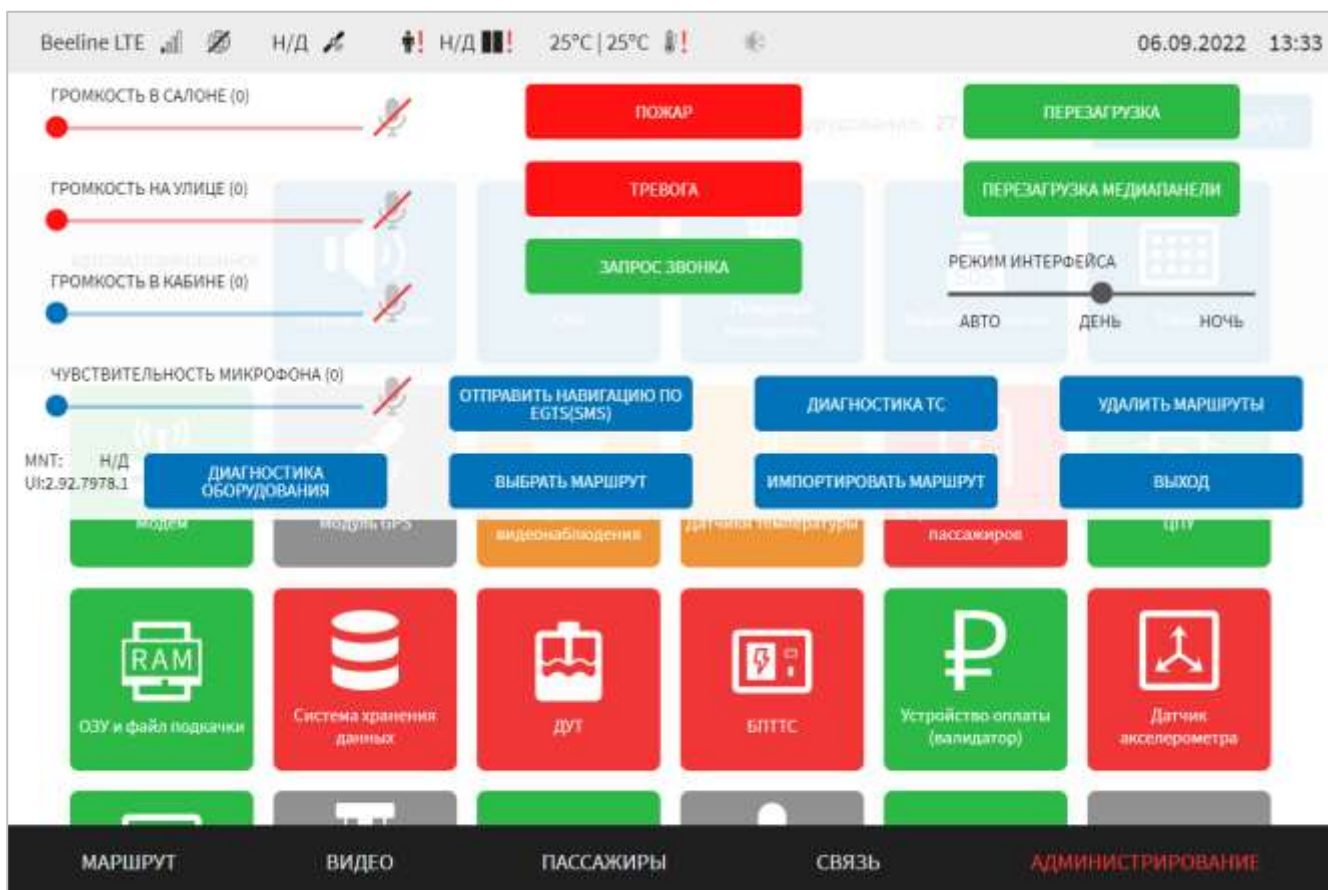 Beeline LTE Н/Д ! Н/Д ! 25°C | 25°C ! 06.09.2022 13:33
ГРОМКОСТЬ В САЛОНЕ (0)
ПОЖАР
ПЕРЕЗАГРУЗКА
ГРОМКОСТЬ НА УЛИЦЕ (0)
ТРЕВОГА
ПЕРЕЗАГРУЗКА МЕДИАПАНЕЛИ
ГРОМКОСТЬ В КАБИНЕ (0)
ЗАПРОС ЗВОНКА
РЕЖИМ ИНТЕРФЕЙСА
АВТО ДЕНЬ НОЧЬ
ЧУВСТВИТЕЛЬНОСТЬ МИКРОФОНА (0)
ОТПРАВИТЬ НАВИГАЦИЮ ПО
EGTS(SMS)
ДИАГНОСТИКА ТС
УДАЛИТЬ МАРШРУТЫ
MNT: Н/Д
UI:2.92.7978.1
ДИАГНОСТИКА
ОБОРУДОВАНИЯ
ВЫБРАТЬ МАРШРУТ
ИМПОРТИРОВАТЬ МАРШРУТ
ВЫХОД
модем
модуль GPS
видеонаблюдения
Датчики температуры
пассажиров
ЦПУ
RAM
ОЗУ и файл подкачки
Система хранения
данных
ДУТ
БПТТС
Устройство оплаты
(валидатор)
Датчик
акселерометра
МАРШРУТ ВИДЕО ПАССАЖИРЫ СВЯЗЬ АДМИНИСТРИРОВАНИЕ